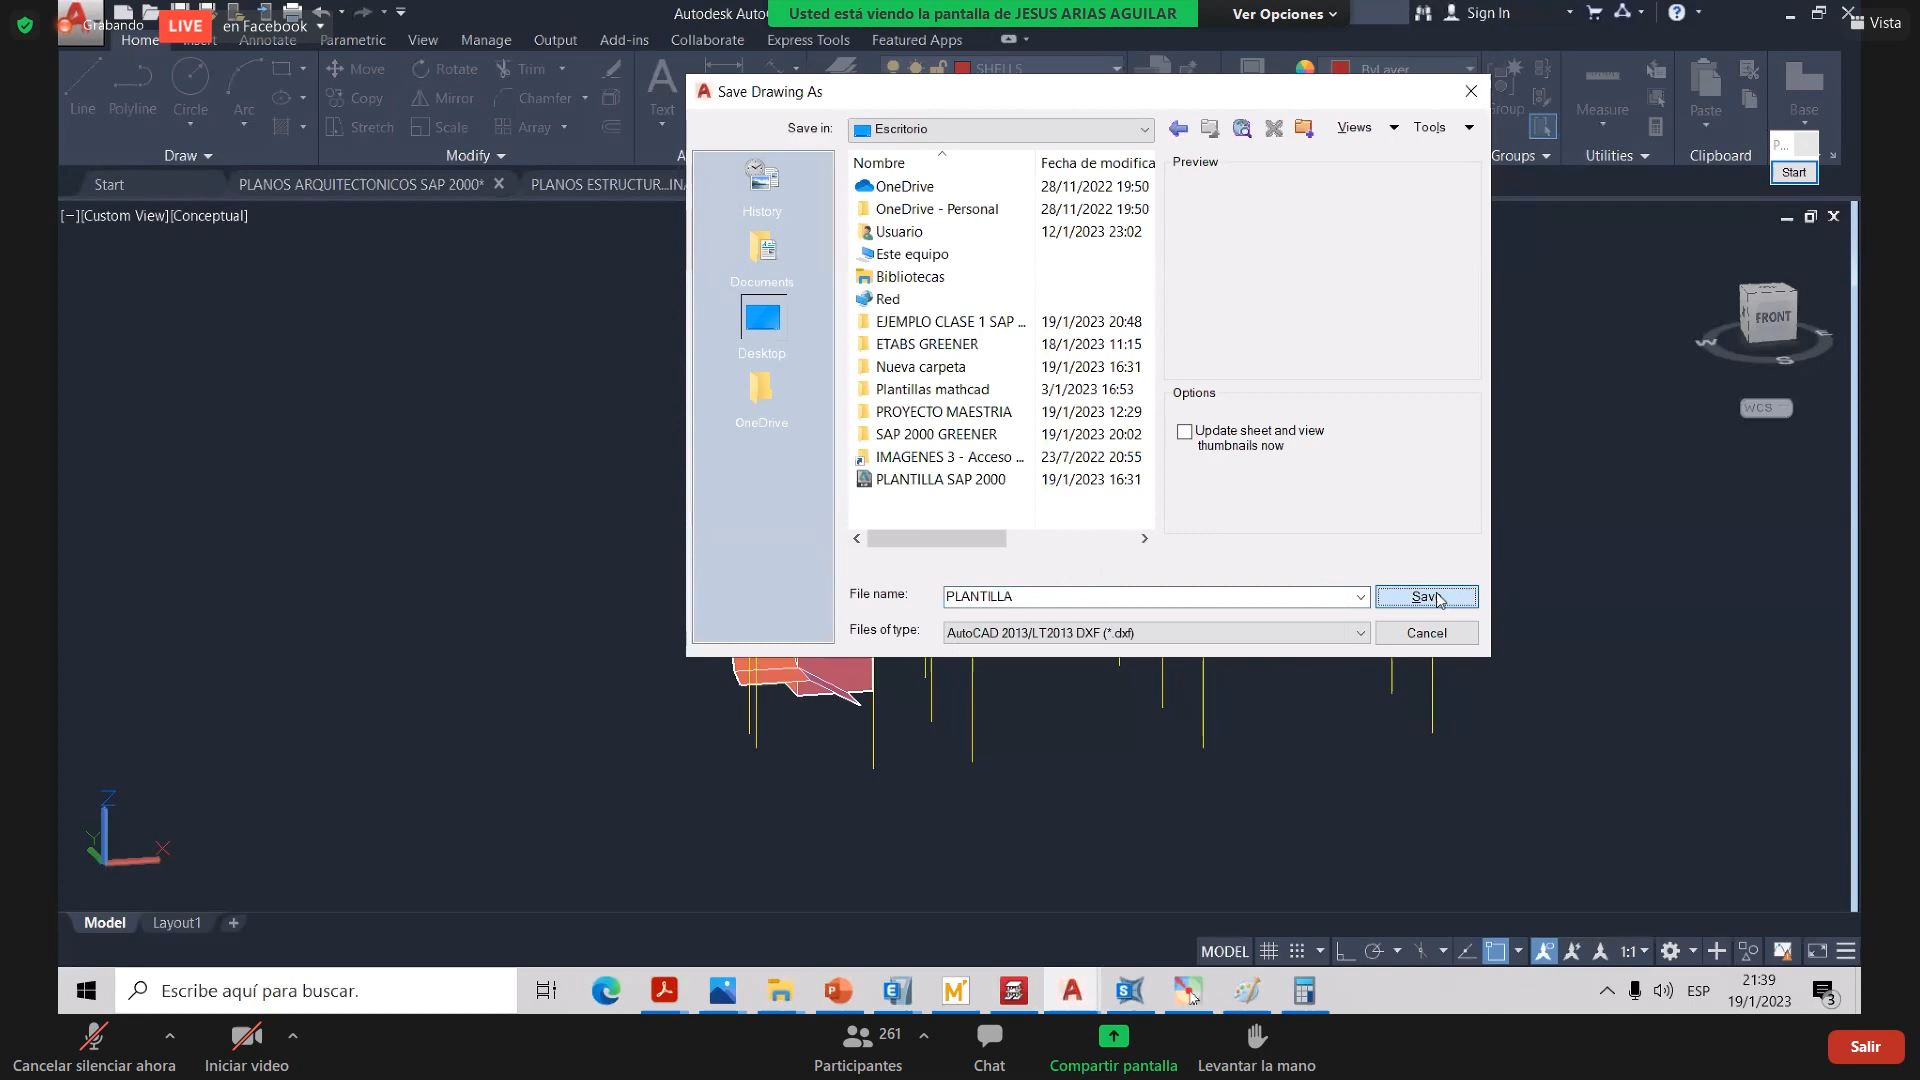 Grabando
LIVE
en Facebook
Autodesk Auto
Usted está viendo la pantalla de JESUS ARIAS AGUILAR
Ver Opciones
Sign In
Vista
Home
Insert
Annotate
Parametric
View
Manage
Output
Add-ins
Collaborate
Express Tools
Featured Apps
Line
Polyline
Circle
Arc
Move
Rotate
Trim
Copy
Mirror
Chamfer
Stretch
Scale
Array
Text
SHELLS
ByLayer
Group
Measure
Paste
Base
Draw
Modify
Groups
Utilities
Clipboard
P...
Start
Start
PLANOS ARQUITECTONICOS SAP 2000*
PLANOS ESTRUCTUR...INA
[−][Custom View][Conceptual]
Save Drawing As
Save in:
Escritorio
Views
Tools
Nombre
Fecha de modifica
Preview
History
Documents
Desktop
OneDrive
OneDrive 28/11/2022 19:50
OneDrive - Personal 28/11/2022 19:50
Usuario 12/1/2023 23:02
Este equipo
Bibliotecas
Red
EJEMPLO CLASE 1 SAP ... 19/1/2023 20:48
ETABS GREENER 18/1/2023 11:15
Nueva carpeta 19/1/2023 16:31
Plantillas mathcad 3/1/2023 16:53
PROYECTO MAESTRIA 19/1/2023 12:29
SAP 2000 GREENER 19/1/2023 20:02
IMAGENES 3 - Acceso ... 23/7/2022 20:55
PLANTILLA SAP 2000 19/1/2023 16:31
Options
Update sheet and view
thumbnails now
File name:
PLANTILLA
Save
Files of type:
AutoCAD 2013/LT2013 DXF (*.dxf)
Cancel
FRONT
W
S
WCS
Z
Y
X
Model
Layout1
MODEL
1:1
Escribe aquí para buscar.
ESP
21:39
19/1/2023
3
Cancelar silenciar ahora
Iniciar video
261
Participantes
Chat
Compartir pantalla
Levantar la mano
Salir